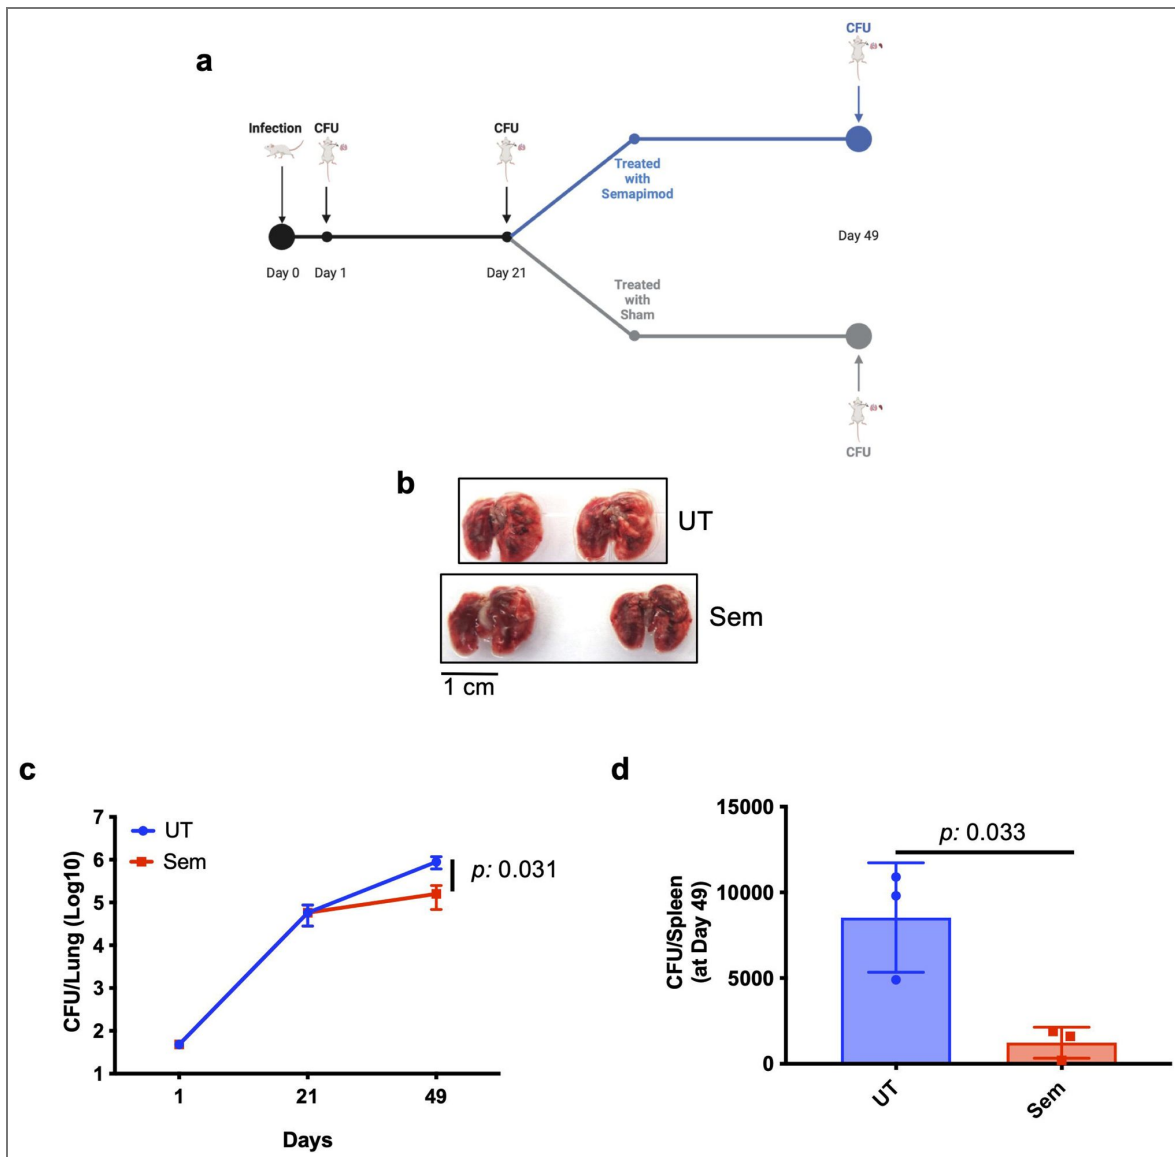 a
CFU
Infection
CFU
CFU
Treated
with
Semapimod
Day 0
Day 1
Day 21
Day 49
Treated
with
Sham
CFU
b
UT
Sem
1 cm
c
CFU/Lung (Log10)
7
6
5
4
3
2
1
UT
Sem
p: 0.031
1
21
49
Days
d
CFU/Spleen
(at Day 49)
15000
10000
5000
0
p: 0.033
UT
Sem